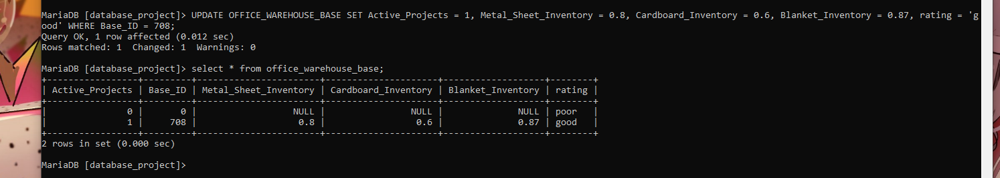 MariaDB [database_project]> UPDATE OFFICE_WAREHOUSE_BASE SET Active_Projects = 1, Metal_Sheet_Inventory = 0.8, Cardboard_Inventory = 0.6, Blanket_Inventory = 0.87, rating = 'g
ood' WHERE Base_ID = 708;
Query OK, 1 row affected (0.012 sec)
Rows matched: 1  Changed: 1  Warnings: 0
MariaDB [database_project]> select * from office_warehouse_base;
+-----------------+---------+-----------------------+---------------------+-------------------+--------+
| Active_Projects | Base_ID | Metal_Sheet_Inventory | Cardboard_Inventory | Blanket_Inventory | rating |
+-----------------+---------+-----------------------+---------------------+-------------------+--------+
|               0 |       0 |                  NULL |                NULL |              NULL | poor   |
|               1 |     708 |                   0.8 |                 0.6 |              0.87 | good   |
+-----------------+---------+-----------------------+---------------------+-------------------+--------+
2 rows in set (0.000 sec)
MariaDB [database_project]>